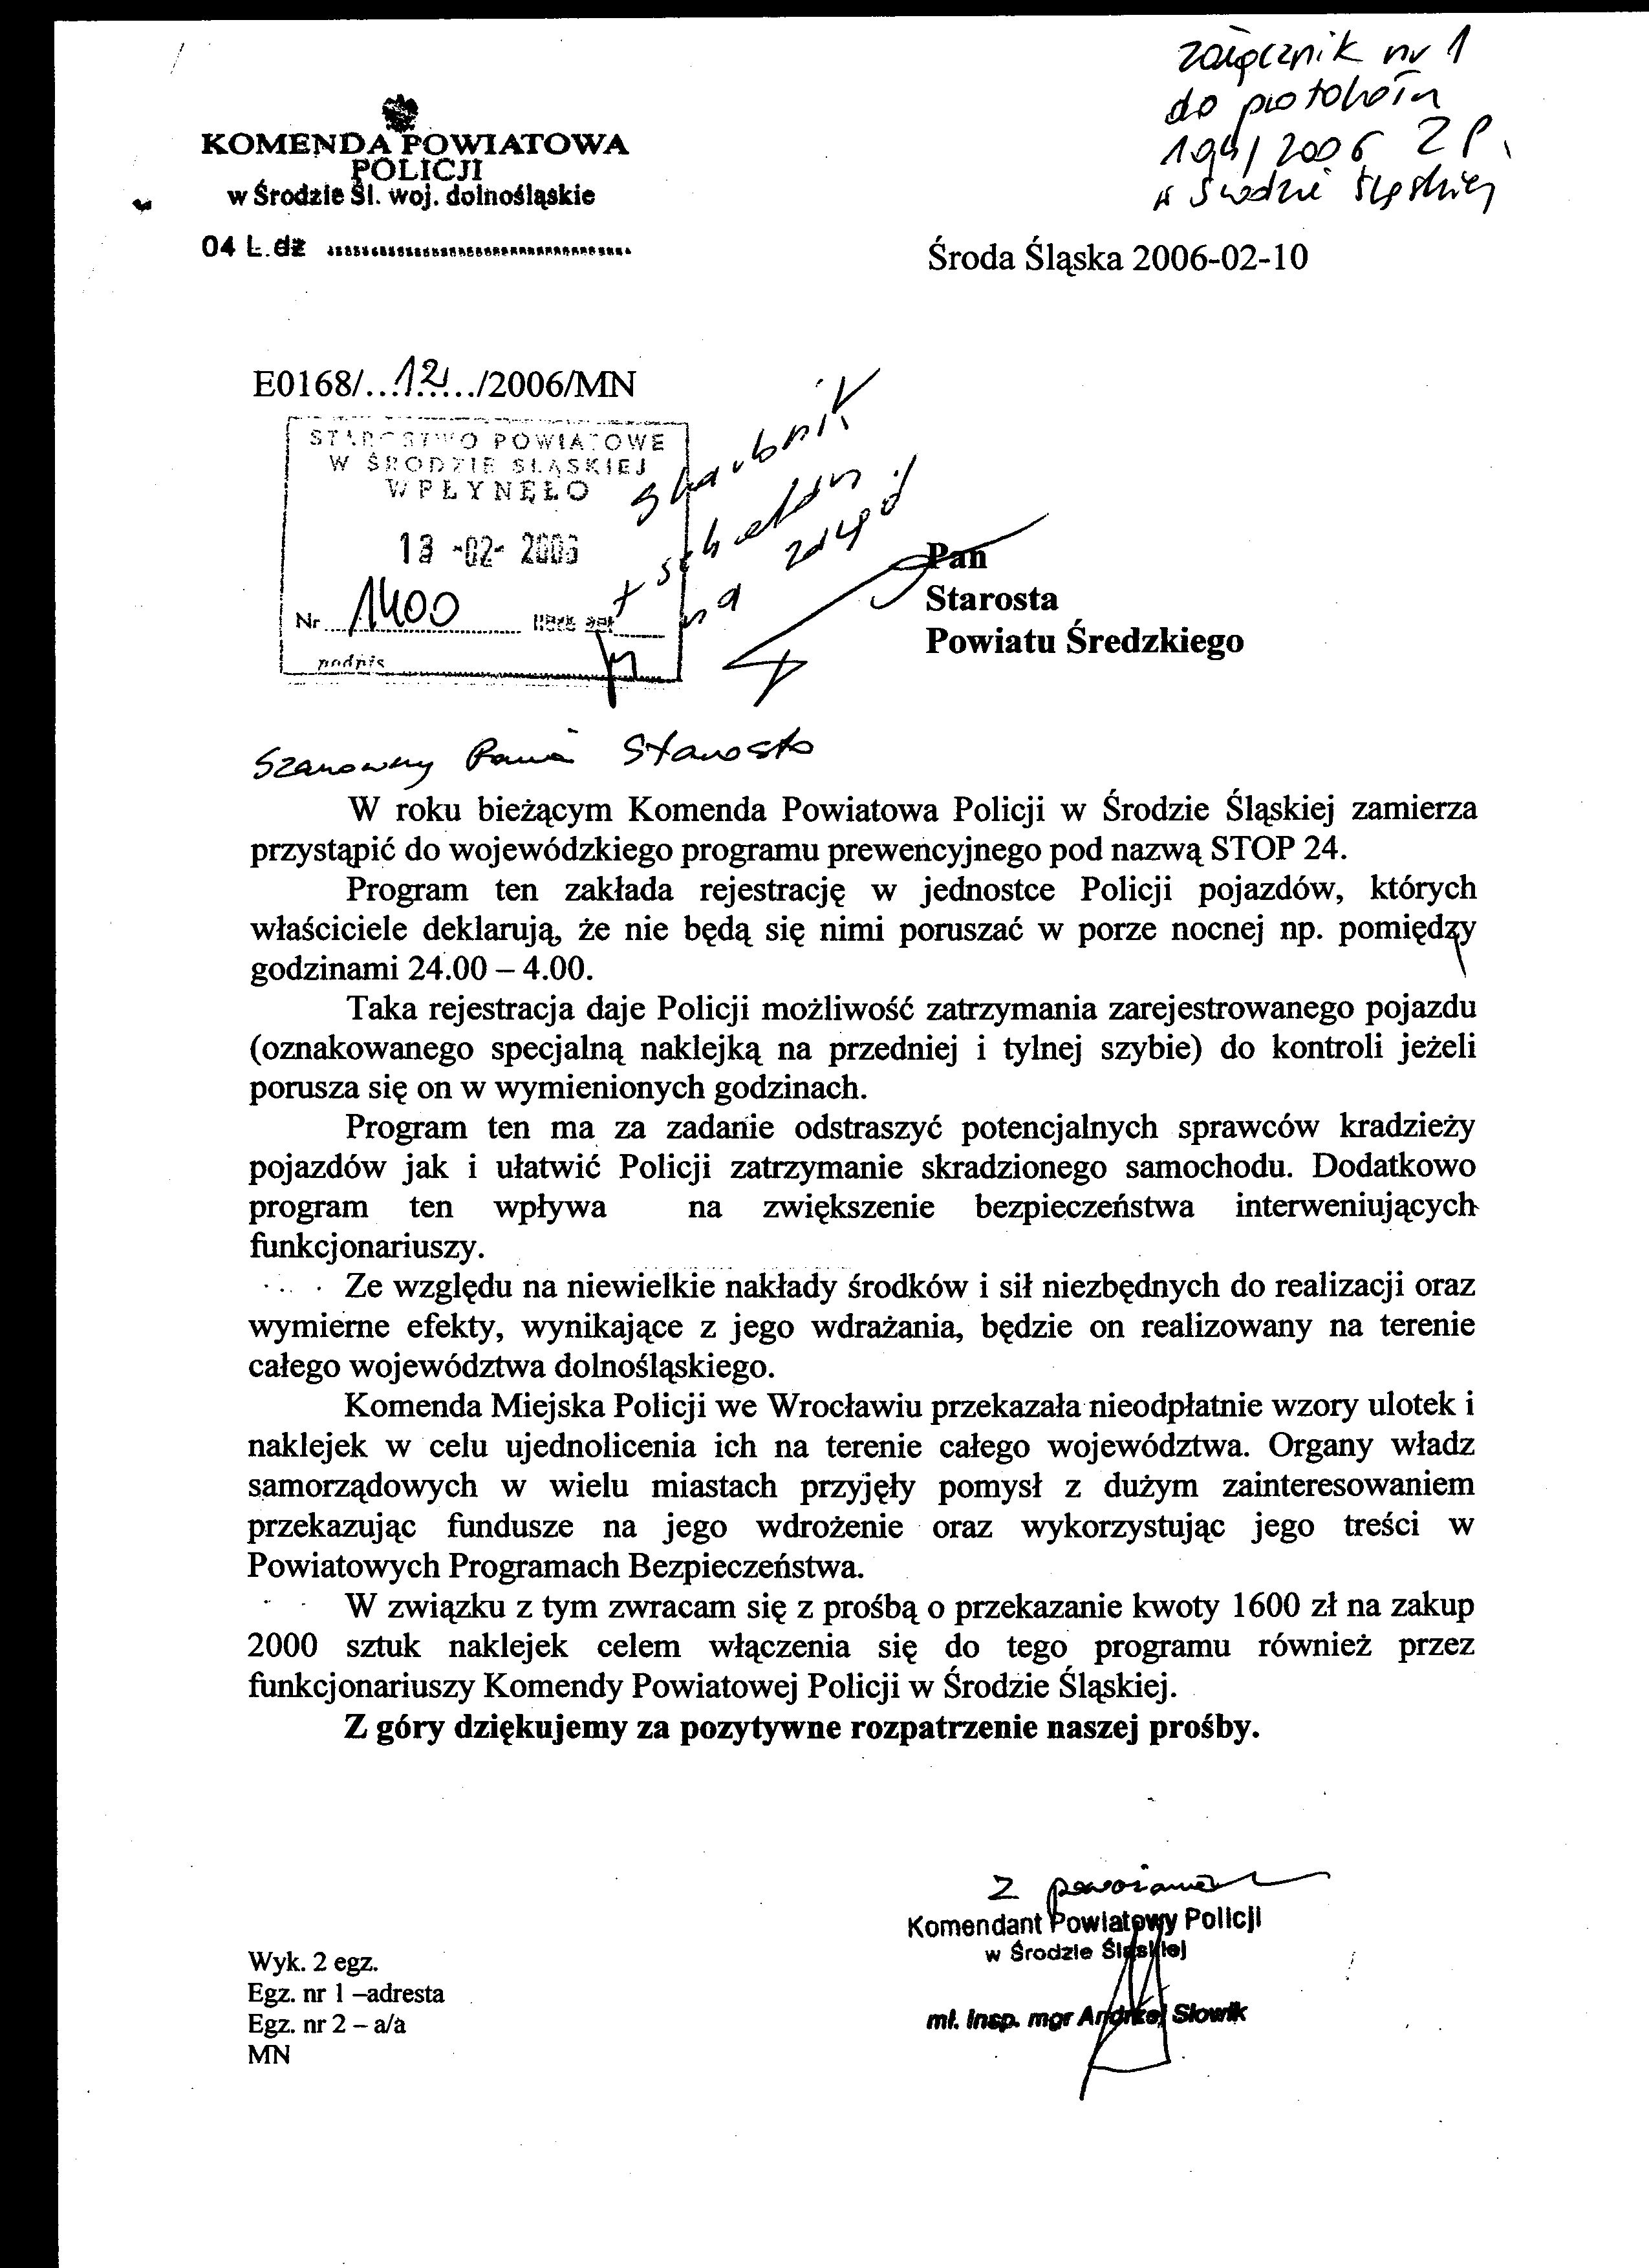 załącznik nr 1
do protokołu
194/2006 ZP.
w Środzie Śląskiej
KOMENDA POWIATOWA
POLICJI
w Środzie Śl. woj. dolnośląskie
04 L.dz ....................................
Środa Śląska 2006-02-10
E0168/...12.../2006/MN
STAROSTWO POWIATOWE
W ŚRODZIE ŚLĄSKIEJ
WPŁYNĘŁO
13 -02- 2006
Nr 1400
podpis
skarbnik
na
Pan
Starosta
Powiatu Średzkiego
Szanowny Panie Starosto
W roku bieżącym Komenda Powiatowa Policji w Środzie Śląskiej zamierza
przystąpić do wojewódzkiego programu prewencyjnego pod nazwą STOP 24.
Program ten zakłada rejestrację w jednostce Policji pojazdów, których
właściciele deklarują, że nie będą się nimi poruszać w porze nocnej np. pomiędzy
godzinami 24.00 – 4.00.
Taka rejestracja daje Policji możliwość zatrzymania zarejestrowanego pojazdu
(oznakowanego specjalną naklejką na przedniej i tylnej szybie) do kontroli jeżeli
porusza się on w wymienionych godzinach.
Program ten ma za zadanie odstraszyć potencjalnych sprawców kradzieży
pojazdów jak i ułatwić Policji zatrzymanie skradzionego samochodu. Dodatkowo
program ten wpływa na zwiększenie bezpieczeństwa interweniujących
funkcjonariuszy.
Ze względu na niewielkie nakłady środków i sił niezbędnych do realizacji oraz
wymierne efekty, wynikające z jego wdrażania, będzie on realizowany na terenie
całego województwa dolnośląskiego.
Komenda Miejska Policji we Wrocławiu przekazała nieodpłatnie wzory ulotek i
naklejek w celu ujednolicenia ich na terenie całego województwa. Organy władz
samorządowych w wielu miastach przyjęły pomysł z dużym zainteresowaniem
przekazując fundusze na jego wdrożenie oraz wykorzystując jego treści w
Powiatowych Programach Bezpieczeństwa.
W związku z tym zwracam się z prośbą o przekazanie kwoty 1600 zł na zakup
2000 sztuk naklejek celem włączenia się do tego programu również przez
funkcjonariuszy Komendy Powiatowej Policji w Środzie Śląskiej.
Z góry dziękujemy za pozytywne rozpatrzenie naszej prośby.
Z poważaniem
Komendant Powiatowy Policji
w Środzie Śląskiej
mł. insp. mgr Andrzej Słowik
Wyk. 2 egz.
Egz. nr 1 –adresta
Egz. nr 2 – a/a
MN